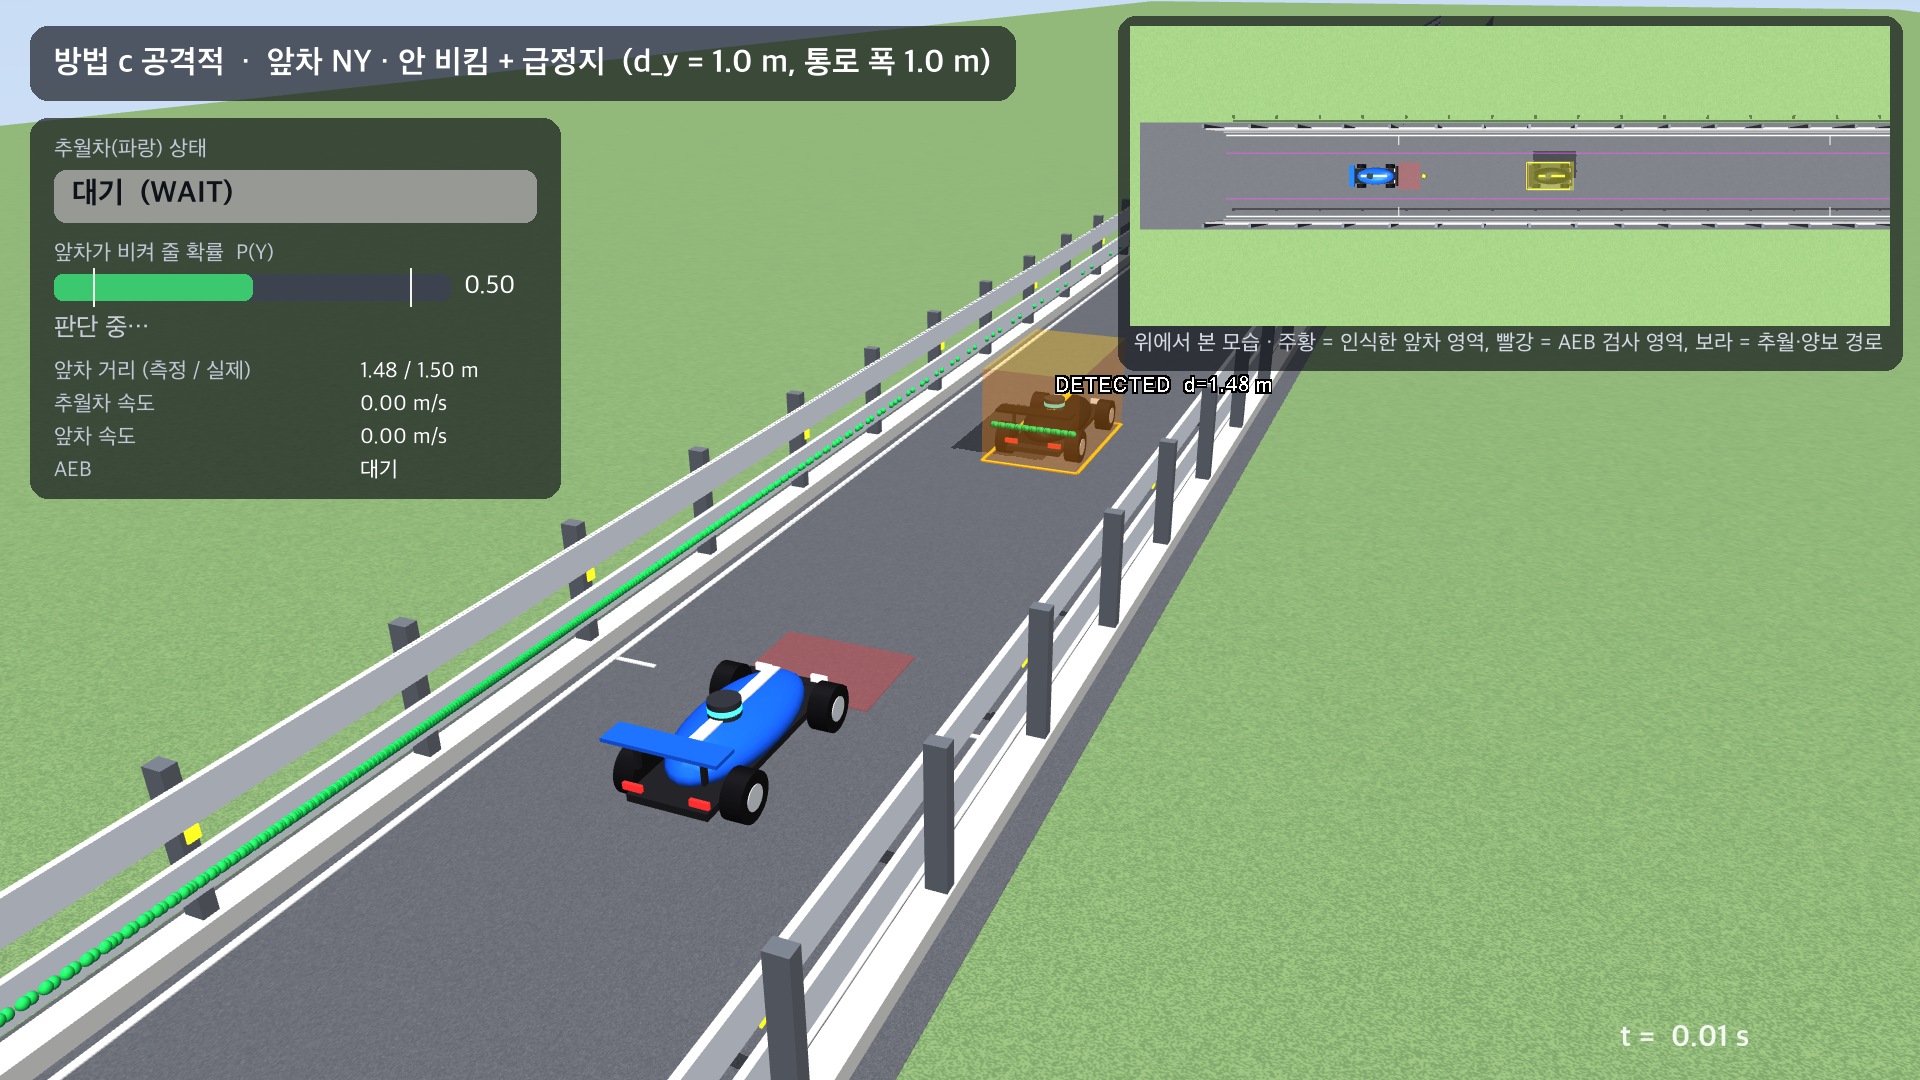 방법 c 공격적 · 앞차 NY · 안 비킴 + 급정지 (d_y = 1.0 m, 통로 폭 1.0 m)
추월차(파랑) 상태
대기 (WAIT)
앞차가 비켜 줄 확률 P(Y)
0.50
판단 중…
앞차 거리 (측정 / 실제) 1.48 / 1.50 m
추월차 속도 0.00 m/s
앞차 속도 0.00 m/s
AEB 대기
위에서 본 모습 · 주황 = 인식한 앞차 영역, 빨강 = AEB 검사 영역, 보라 = 추월·양보 경로
DETECTED d=1.48 m
t = 0.01 s